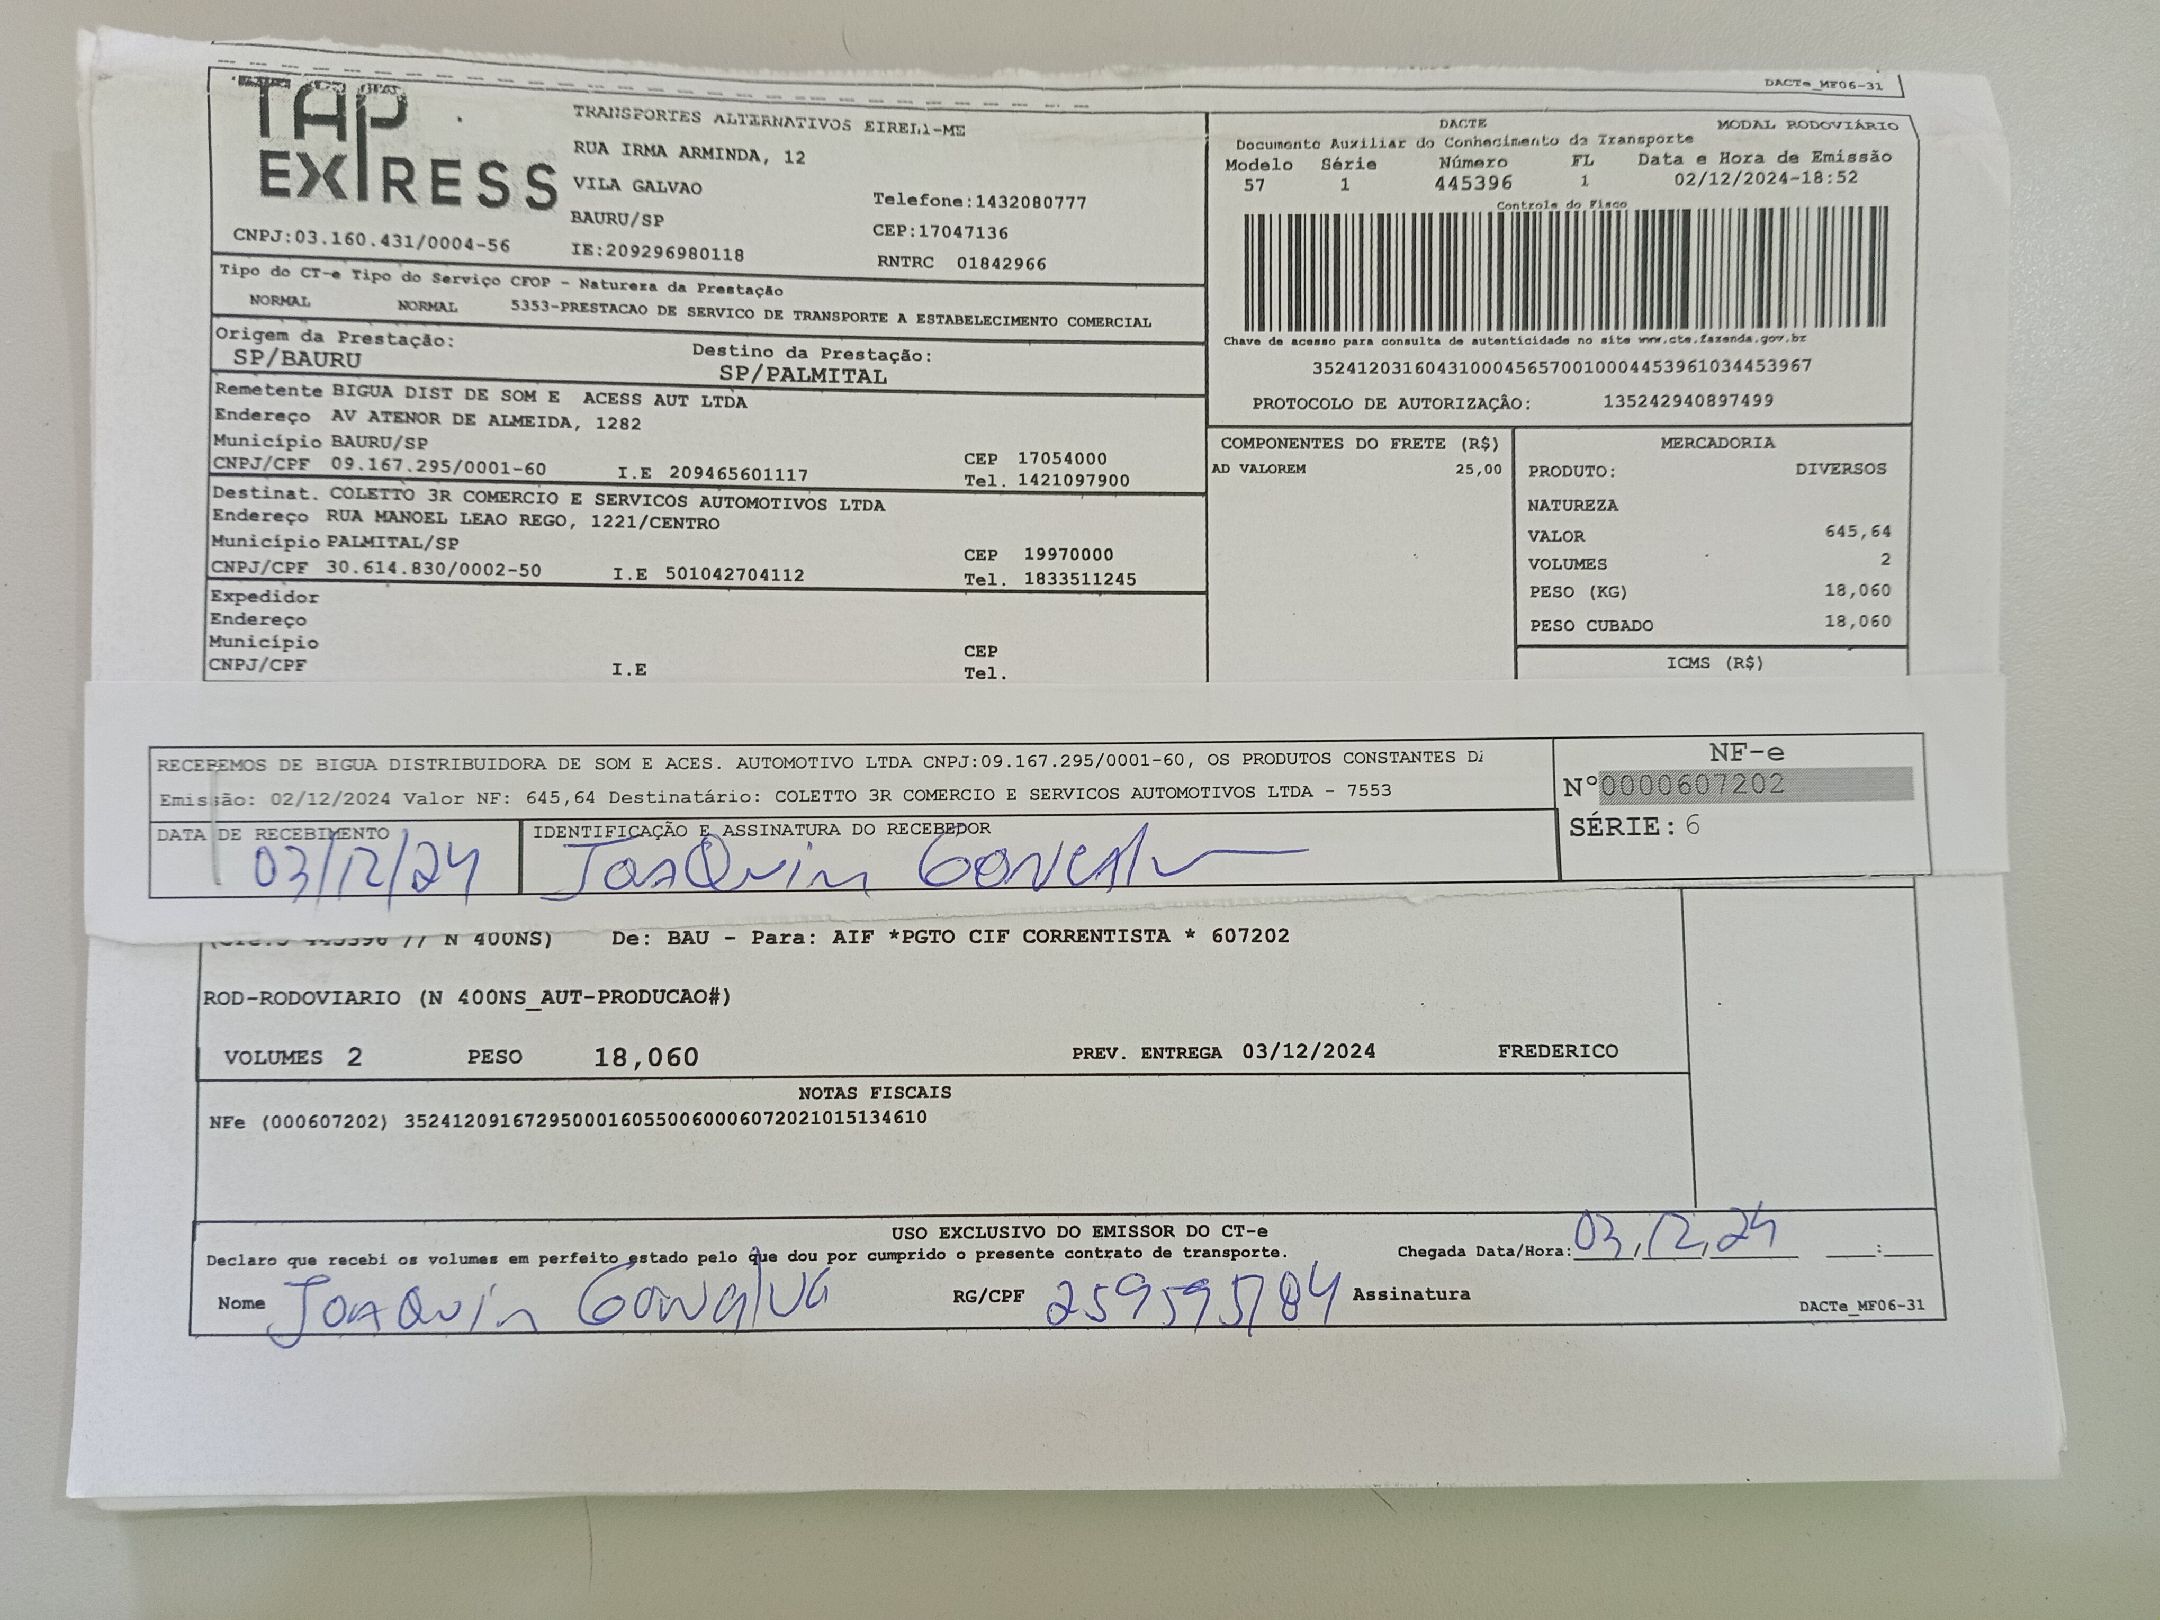 DACTe_MF06-31
TAP EXPRESS
TRANSPORTES ALTERNATIVOS EIRELI-ME
RUA IRMA ARMINDA, 12
VILA GALVAO
BAURU/SP
Telefone:1432080777
CEP:17047136
CNPJ:03.160.431/0004-56
IE:209296980118
RNTRC 01842966
DACTE MODAL RODOVIÁRIO
Documento Auxiliar do Conhecimento de Transporte
Modelo Série Número FL Data e Hora de Emissão
57 1 445396 1 02/12/2024-18:52
Controle do Fisco
Chave de acesso para consulta de autenticidade no site www.cte.fazenda.gov.br
35241203160431000456570010004453961034453967
PROTOCOLO DE AUTORIZAÇÂO: 135242940897499
Tipo do CT-e Tipo do Serviço CFOP - Natureza da Prestação
NORMAL NORMAL 5353-PRESTACAO DE SERVICO DE TRANSPORTE A ESTABELECIMENTO COMERCIAL
Origem da Prestação: Destino da Prestação:
SP/BAURU SP/PALMITAL
Remetente BIGUA DIST DE SOM E ACESS AUT LTDA
Endereço AV ATENOR DE ALMEIDA, 1282
Município BAURU/SP CEP 17054000
CNPJ/CPF 09.167.295/0001-60 I.E 209465601117 Tel. 1421097900
Destinat. COLETTO 3R COMERCIO E SERVICOS AUTOMOTIVOS LTDA
Endereço RUA MANOEL LEAO REGO, 1221/CENTRO
Município PALMITAL/SP CEP 19970000
CNPJ/CPF 30.614.830/0002-50 I.E 501042704112 Tel. 1833511245
Expedidor
Endereço
Município CEP
CNPJ/CPF I.E Tel.
COMPONENTES DO FRETE (R$)
AD VALOREM 25,00
MERCADORIA
PRODUTO: DIVERSOS
NATUREZA
VALOR 645,64
VOLUMES 2
PESO (KG) 18,060
PESO CUBADO 18,060
ICMS (R$)
RECEBEMOS DE BIGUA DISTRIBUIDORA DE SOM E ACES. AUTOMOTIVO LTDA CNPJ:09.167.295/0001-60, OS PRODUTOS CONSTANTES
Emissão: 02/12/2024 Valor NF: 645,64 Destinatário: COLETTO 3R COMERCIO E SERVICOS AUTOMOTIVOS LTDA - 7553
NF-e
Nº0000607202
SÉRIE: 6
DATA DE RECEBIMENTO IDENTIFICAÇÃO E ASSINATURA DO RECEBEDOR
03/12/24 Joaquim
445396 // N 400NS) De: BAU - Para: AIF *PGTO CIF CORRENTISTA * 607202
ROD-RODOVIARIO (N 400NS_AUT-PRODUCAO#)
VOLUMES 2 PESO 18,060 PREV. ENTREGA 03/12/2024 FREDERICO
NOTAS FISCAIS
NFe (000607202) 35241209167295000160550060006072021015134610
USO EXCLUSIVO DO EMISSOR DO CT-e
Declaro que recebi os volumes em perfeito estado pelo que dou por cumprido o presente contrato de transporte. Chegada Data/Hora: 03,12,24 :
Nome Joaquim RG/CPF 259595184 Assinatura
DACTe_MF06-31